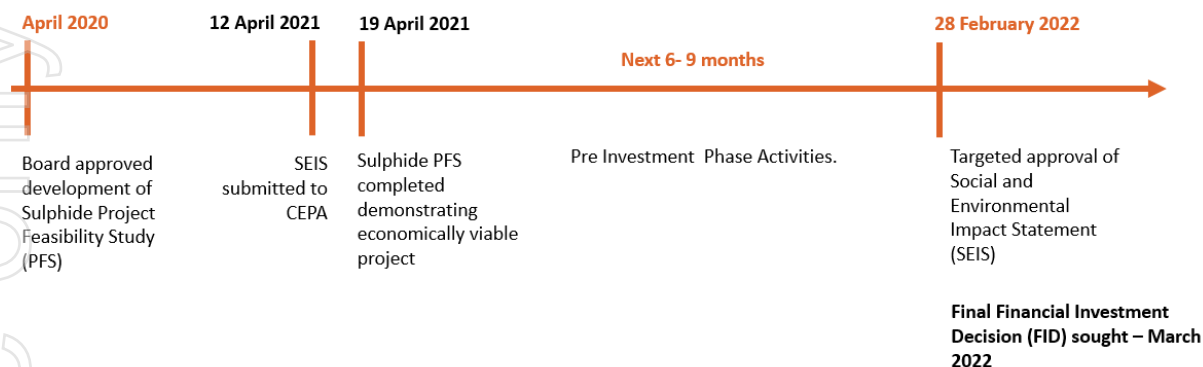 April 2020
12 April 2021
19 April 2021
28 February 2022
Next 6- 9 months
Board approved
development of
Sulphide Project
Feasibility Study
(PFS)
SEIS
submitted to
CEPA
Sulphide PFS
completed
demonstrating
economically viable
project
Pre Investment Phase Activities.
Targeted approval of
Social and
Environmental
Impact Statement
(SEIS)
Final Financial Investment
Decision (FID) sought – March
2022